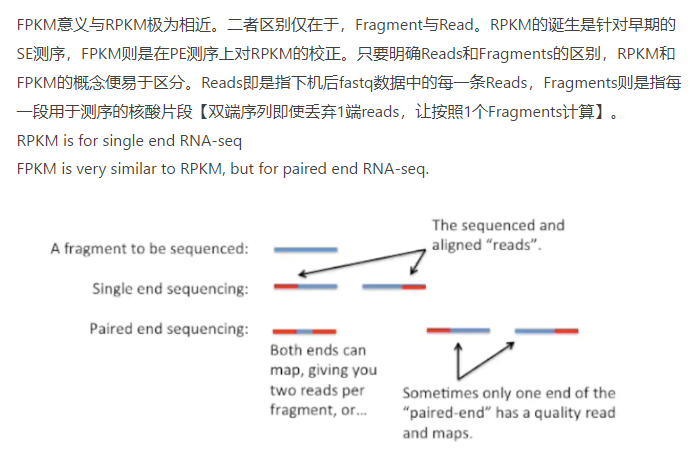 FPKM意义与RPKM极为相近。二者区别仅在于，Fragment与Read。RPKM的诞生是针对早期的
SE测序，FPKM则是在PE测序上对RPKM的校正。只要明确Reads和Fragments的区别，RPKM和
FPKM的概念便易于区分。Reads即是指下机后fastq数据中的每一条Reads，Fragments则是指每
一段用于测序的核酸片段【双端序列即使丢弃1端reads，让按照1个Fragments计算】。
RPKM is for single end RNA-seq
FPKM is very similar to RPKM, but for paired end RNA-seq.
The sequenced and
aligned “reads”.
A fragment to be sequenced:
Single end sequencing:
Paired end sequencing:
Both ends can
map, giving you
two reads per
fragment, or...
Sometimes only one end of the
“paired-end” has a quality read
and maps.